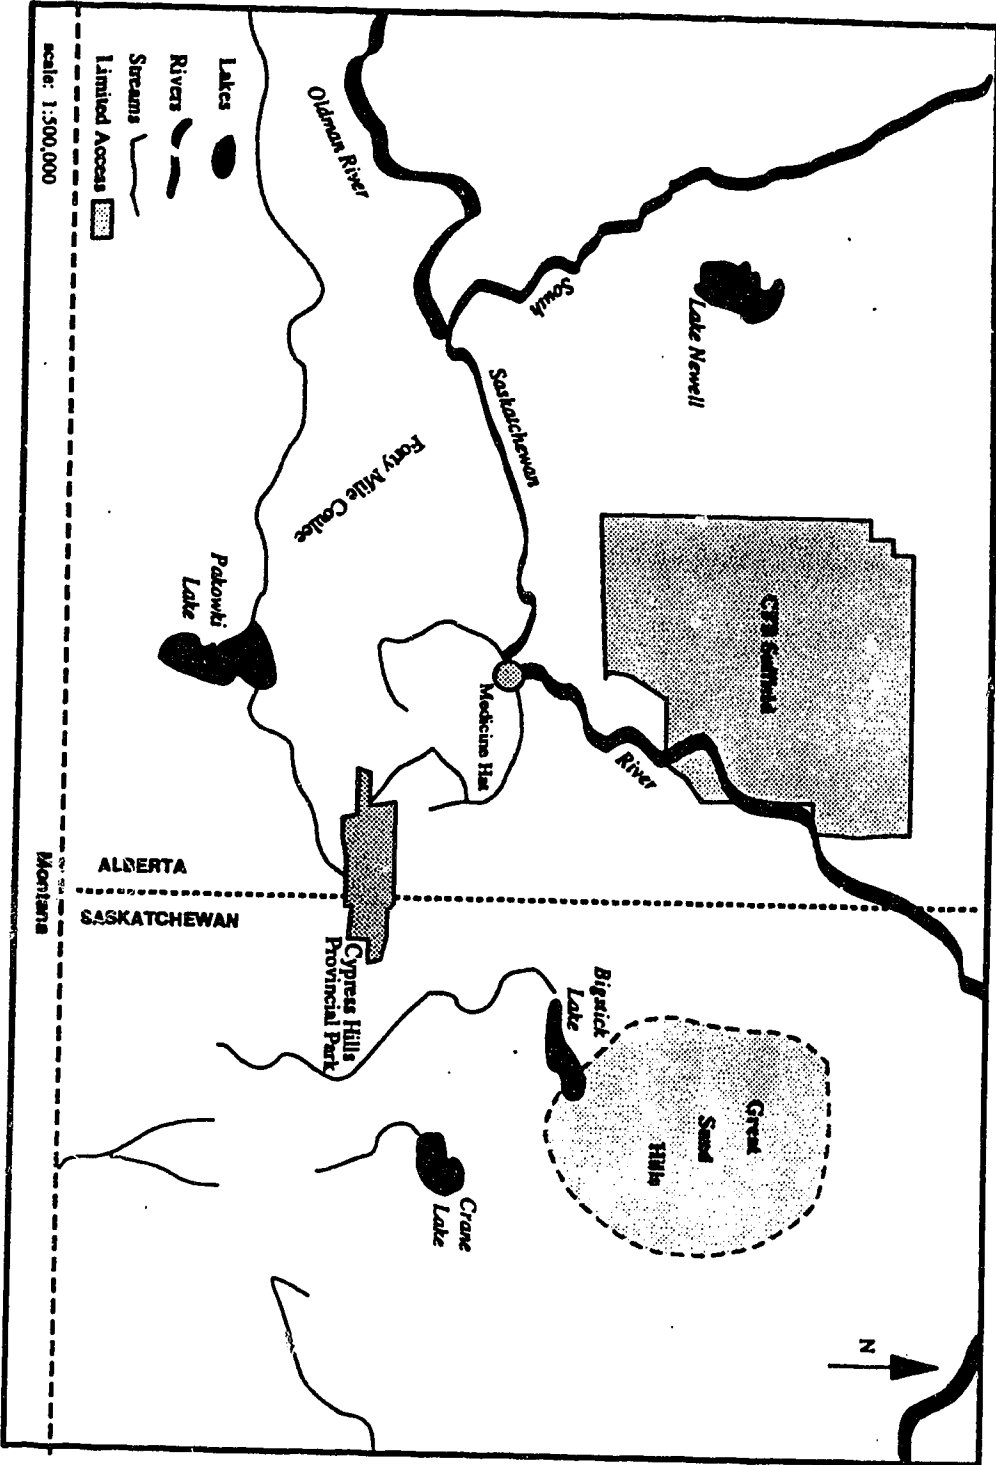 Oldman River
South
Saskatchewan
River
Lake Newell
CFB Suffield
Forty Mile Coulee
Medicine Hat
Pakowki
Lake
ALBERTA
SASKATCHEWAN
Cypress Hills
Provincial Park
Bigstick
Lake
Great
Sand
Hills
Crane
Lake
N
Lakes
Rivers
Streams
Limited Access
scale: 1:500,000
Montana